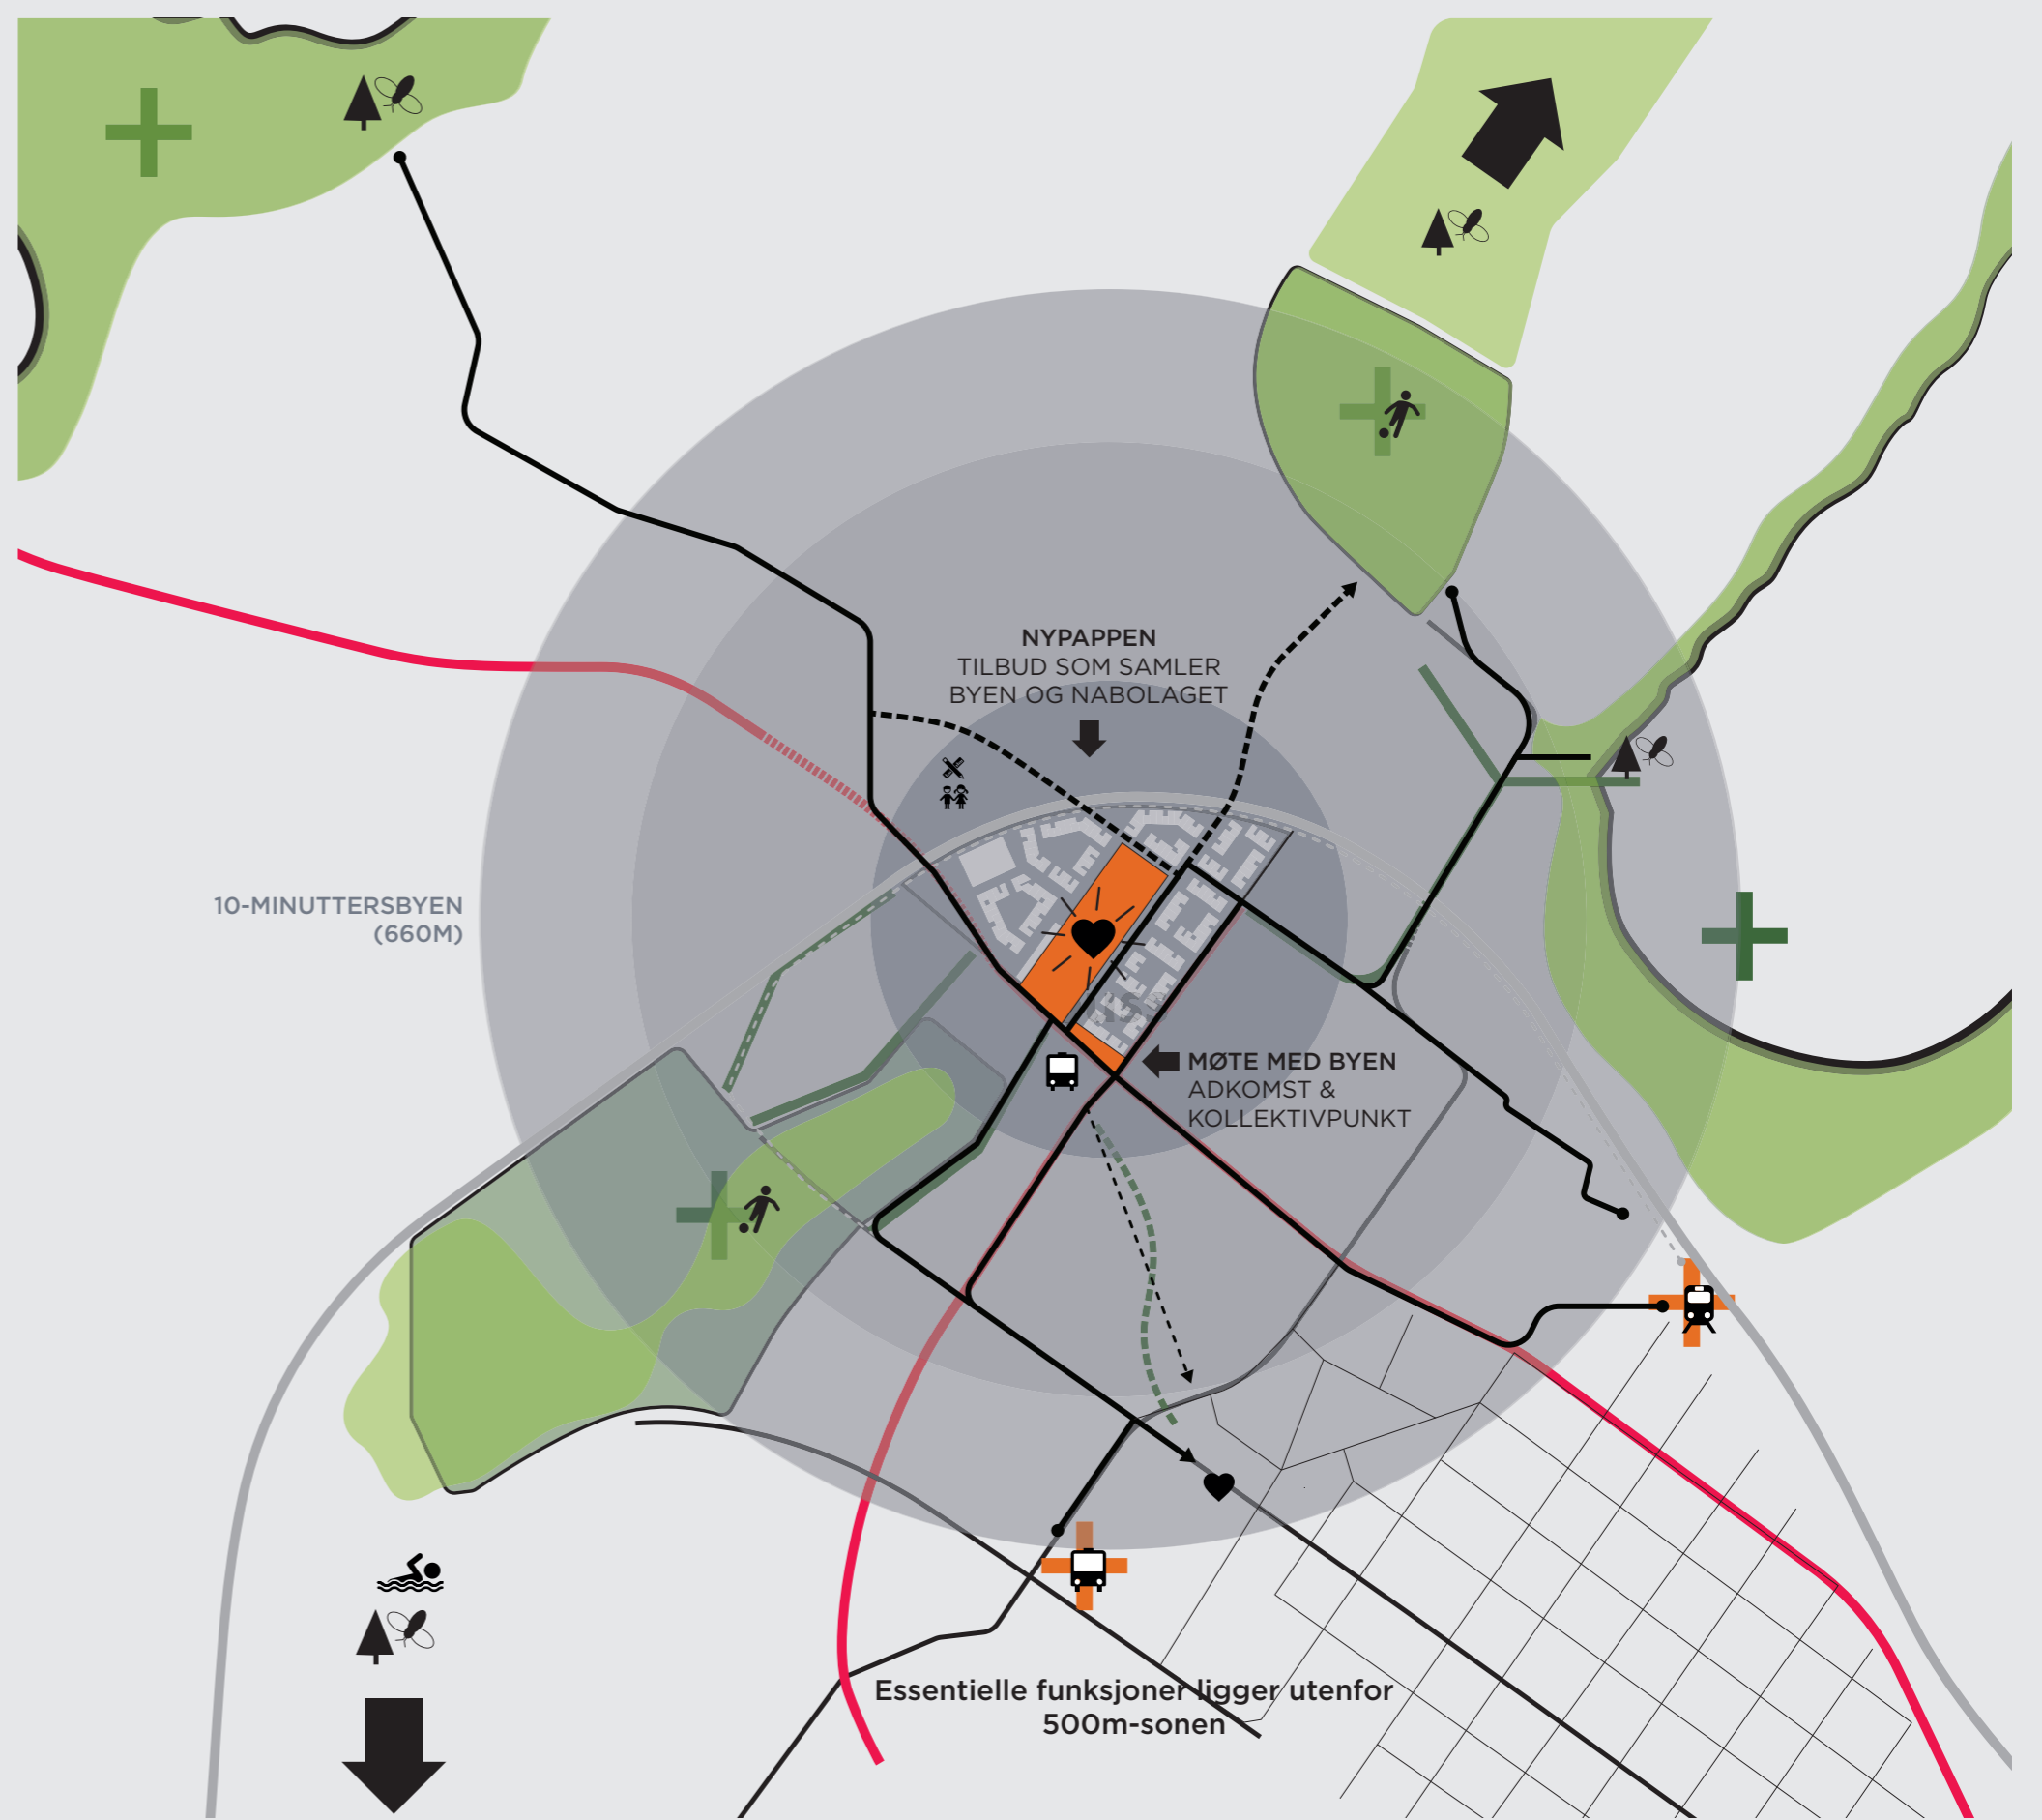 NYPAPPEN
TILBUD SOM SAMLER
BYEN OG NABOLAGET
10-MINUTTERSBYEN
(660M)
MØTE MED BYEN
ADKOMST &
KOLLEKTIVPUNKT
Essentielle funksjoner ligger utenfor
500m-sonen